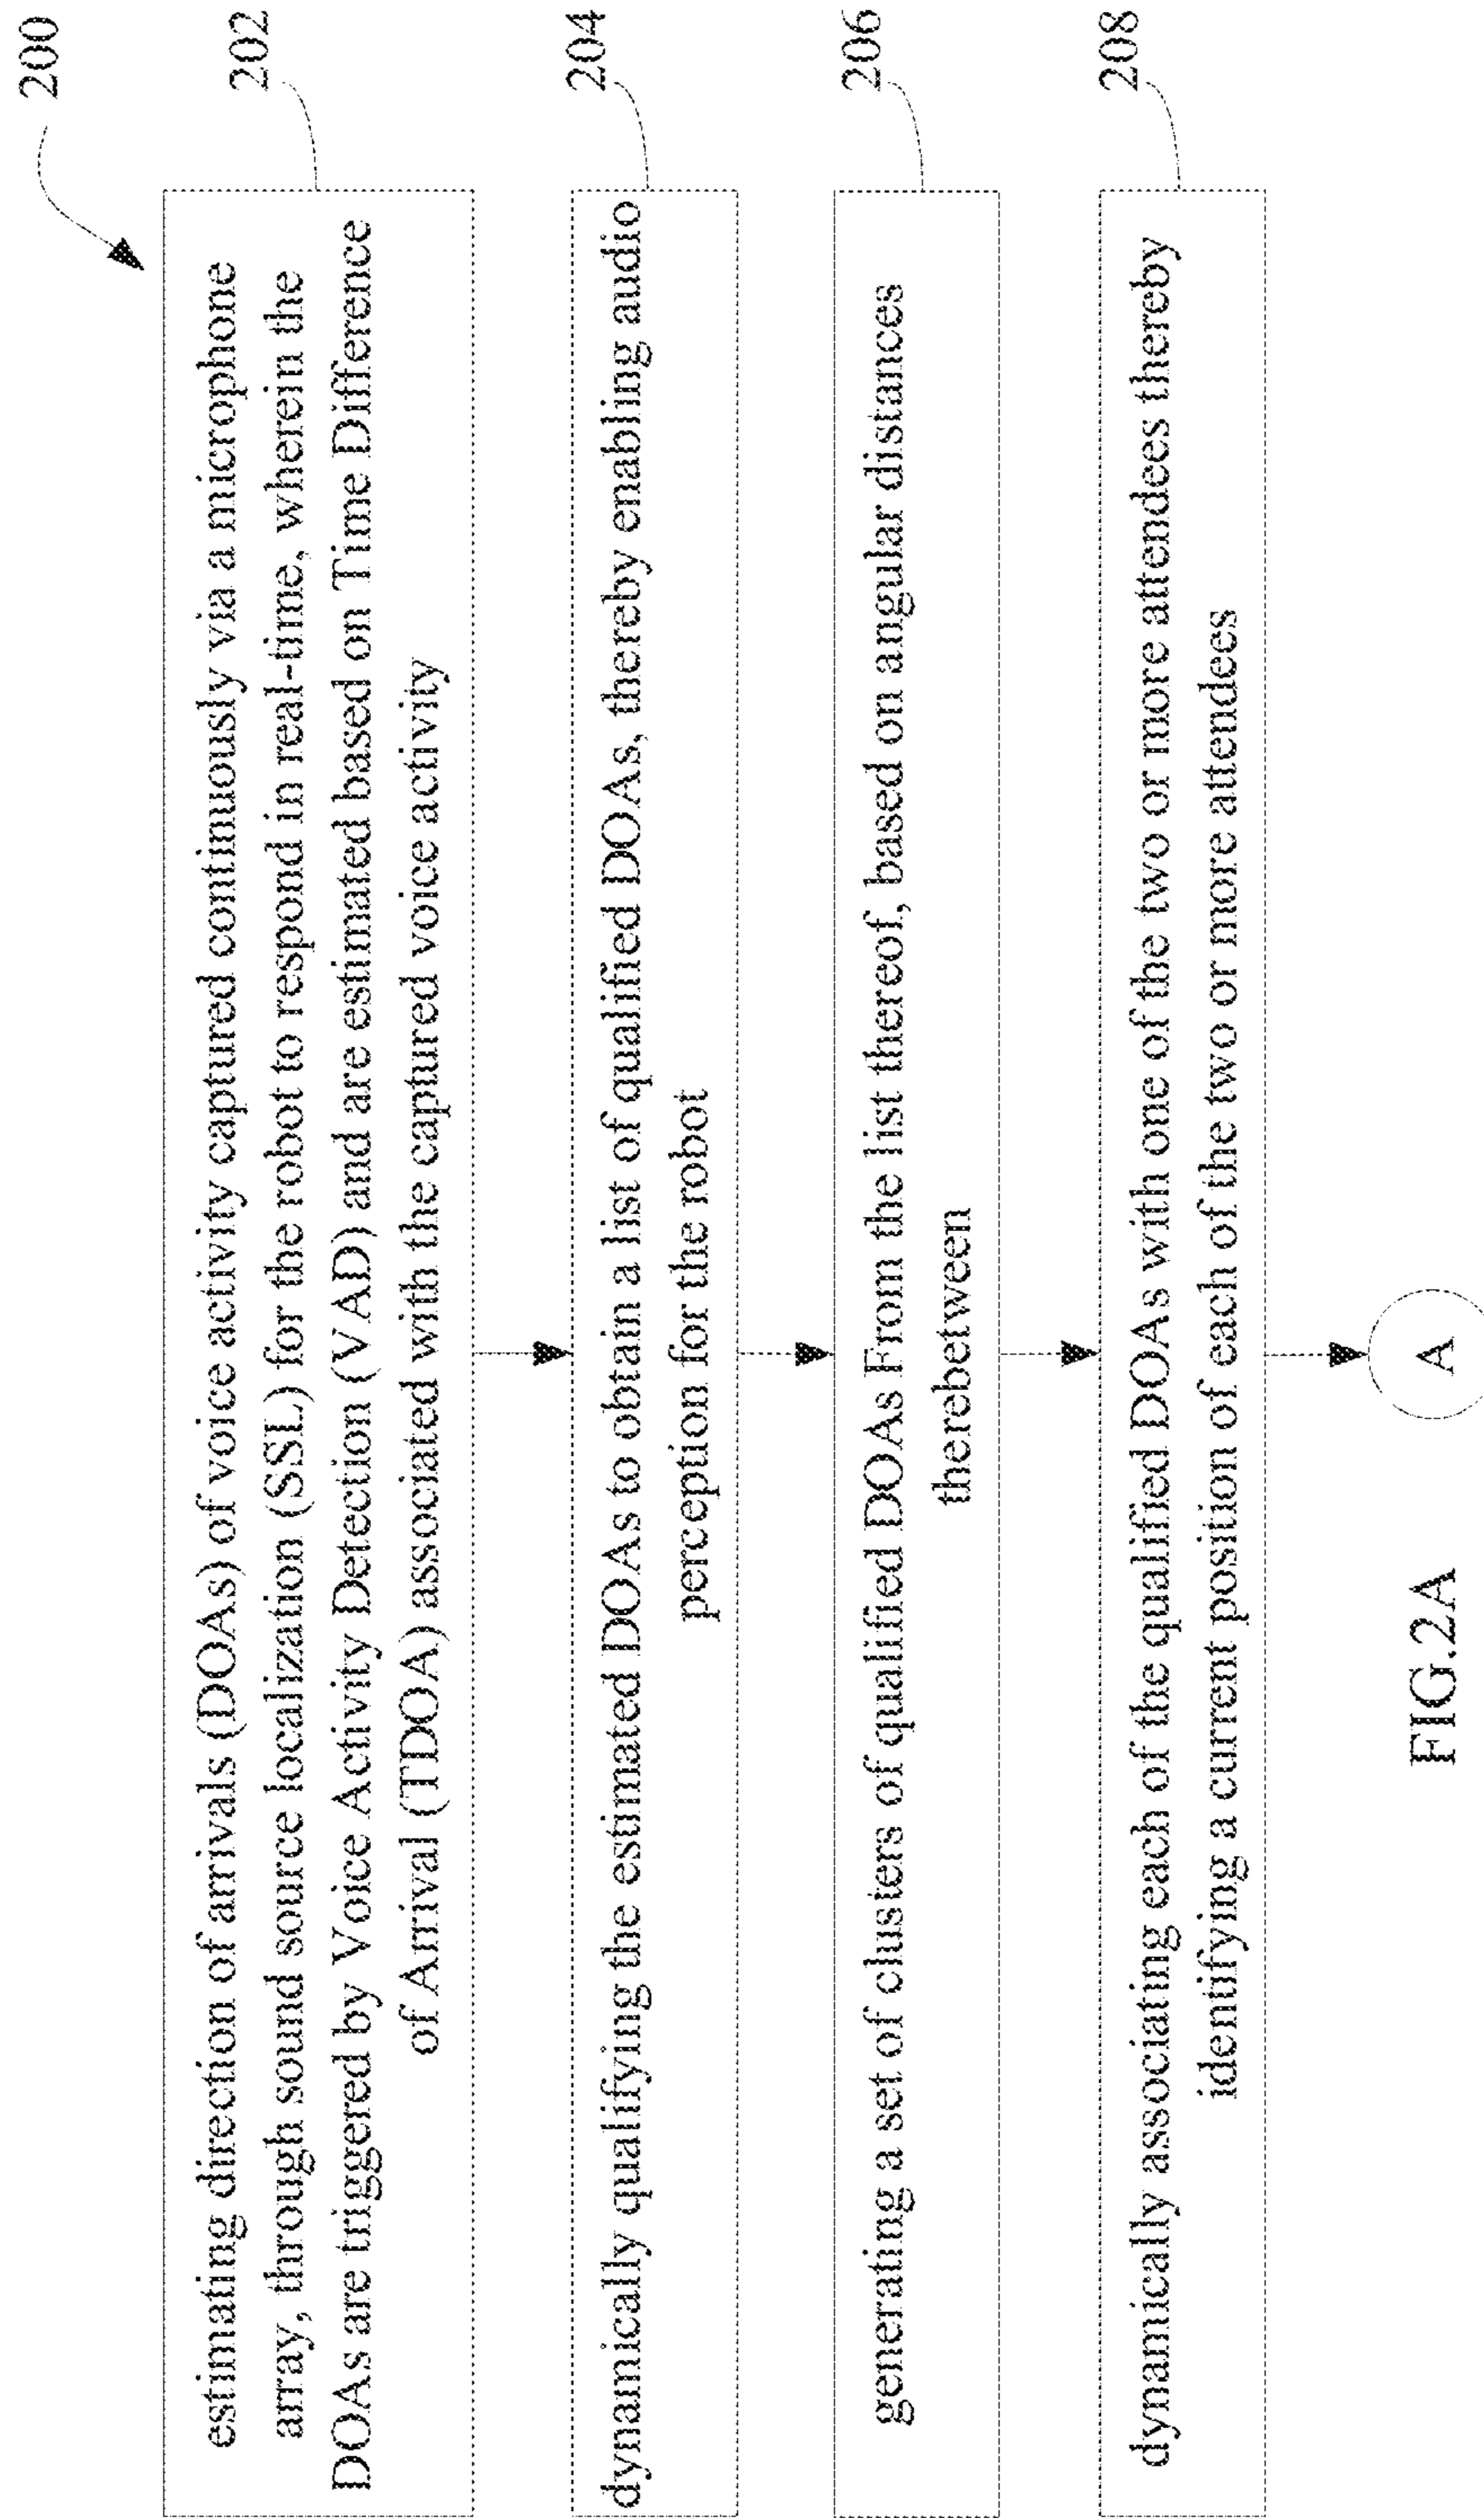 200
estimating direction of arrivals (DOAs) of voice activity captured continuously via a microphone
array, through sound source localization (SSL) for the robot to respond in real-time, wherein the
DOAs are triggered by Voice Activity Detection (VAD) and are estimated based on Time Difference
of Arrival (TDOA) associated with the captured voice activity
202
dynamically qualifying the estimated DOAs to obtain a list of qualified DOAs, thereby enabling audio
perception for the robot
204
generating a set of clusters of qualified DOAs From the list thereof, based on angular distances
therebetween
206
dynamically associating each of the qualified DOAs with one of the two or more attendees thereby
identifying a current position of each of the two or more attendees
208
A
FIG.2A